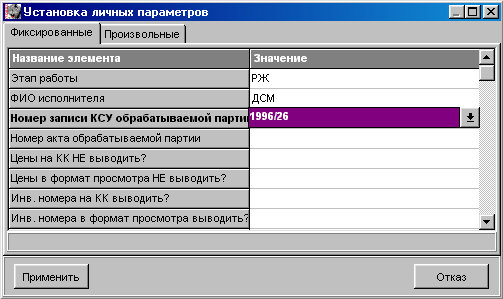 Установка личных параметров
Фиксированные Произвольные
Название элемента Значение
Этап работы РЖ
ФИО исполнителя ДСМ
Номер записи КСУ обрабатываемой парти 1996/26
Номер акта обрабатываемой партии
Цены на КК НЕ выводить?
Цены в формат просмотра НЕ выводить?
Инв. номера на КК выводить?
Инв. номера в формат просмотра выводить?
Применить Отказ